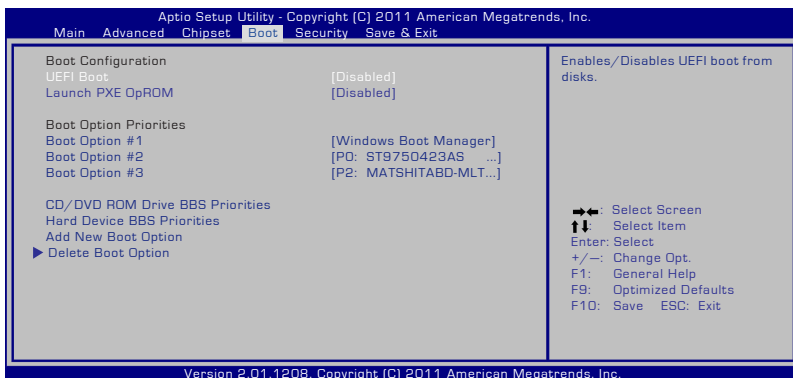 Aptio Setup Utility - Copyright (C) 2011 American Megatrends, Inc.
Main Advanced Chipset Boot Security Save & Exit
Boot Configuration
UEFI Boot [Disabled]
Launch PXE OpROM [Disabled]
Boot Option Priorities
Boot Option #1 [Windows Boot Manager]
Boot Option #2 [P0: ST9750423AS ...]
Boot Option #3 [P2: MATSHITABD-MLT...]
CD/DVD ROM Drive BBS Priorities
Hard Device BBS Priorities
Add New Boot Option
Delete Boot Option
Enables/Disables UEFI boot from
disks.
→←: Select Screen
↑↓: Select Item
Enter: Select
+/—: Change Opt.
F1: General Help
F9: Optimized Defaults
F10: Save ESC: Exit
Version 2.01.1208. Copyright (C) 2011 American Megatrends, Inc.